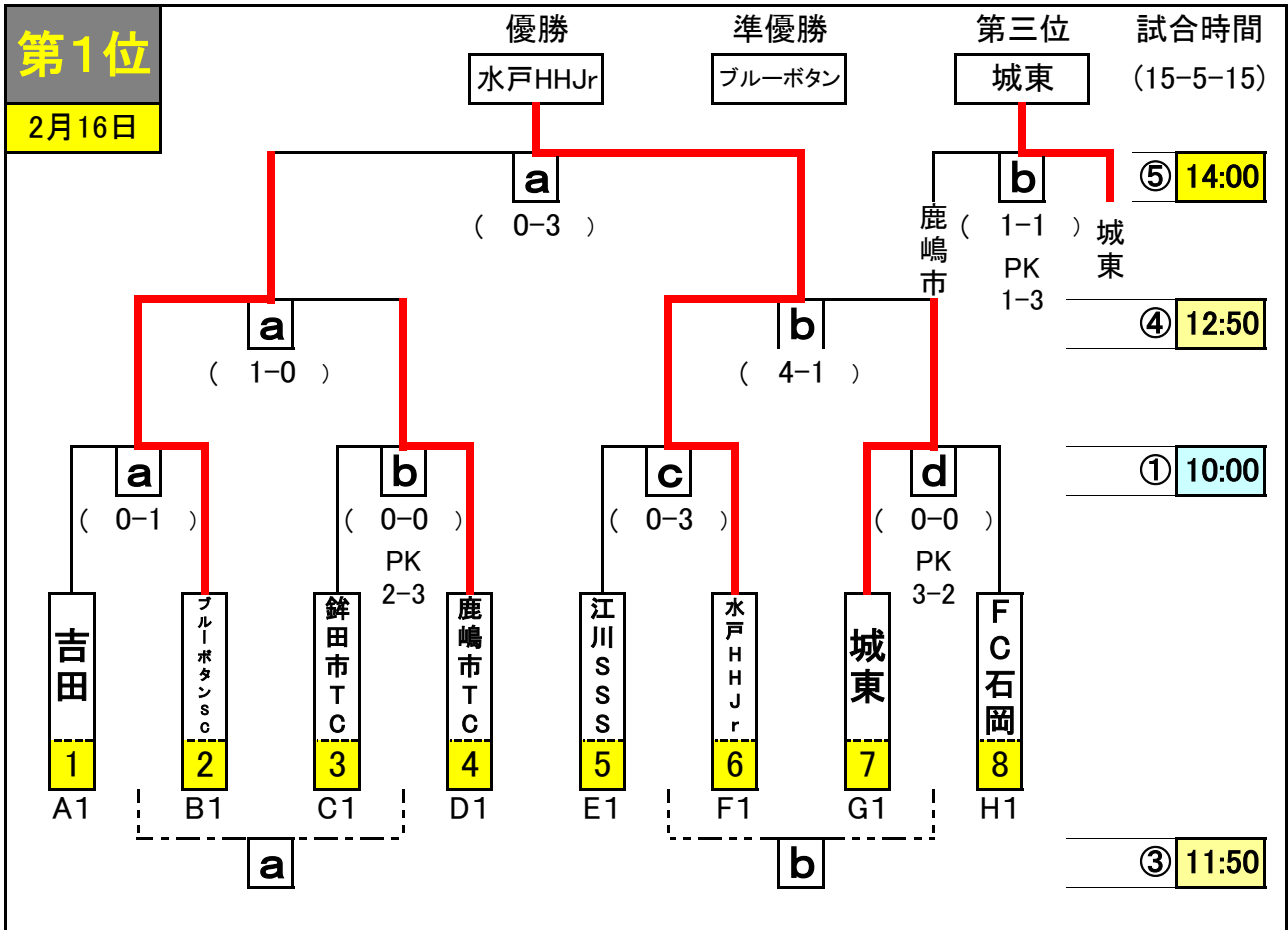 第1位
2月16日
優勝
水戸HHJr
準優勝
ブルーボタン
第三位
城東
試合時間
(15-5-15)
a
( 0-3 )
b
( 1-1 )
PK
1-3
鹿嶋市
城東
⑤ 14:00
a
( 1-0 )
b
( 4-1 )
④ 12:50
a
( 0-1 )
b
( 0-0 )
PK
2-3
c
( 0-3 )
d
( 0-0 )
PK
3-2
① 10:00
吉田
ブルーボタンSC
鉾田市TC
鹿嶋市TC
江川SSS
水戸HHJr
城東
FC石岡
1 2 3 4 5 6 7 8
A1 B1 C1 D1 E1 F1 G1 H1
a b ③ 11:50